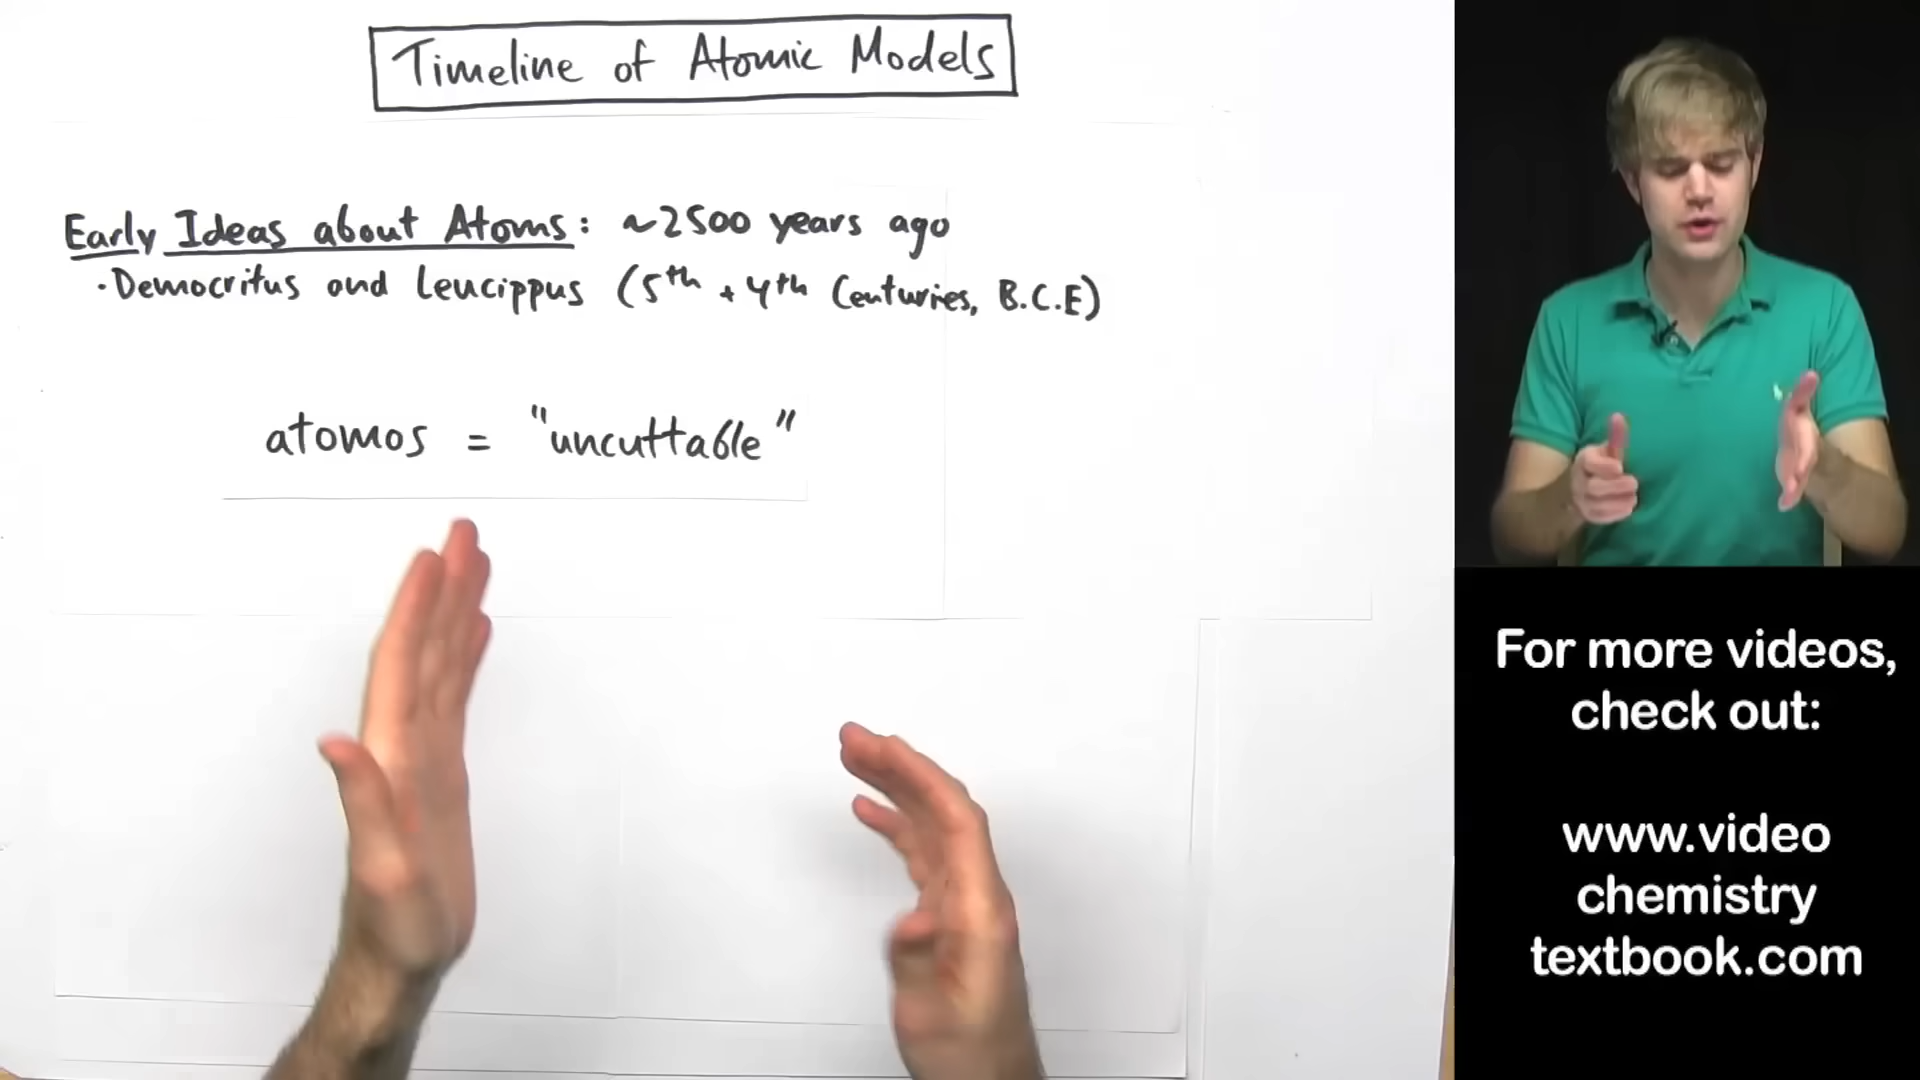 Timeline of Atomic Models
Early Ideas about Atoms: ~2500 years ago
• Democritus and Leucippus (5th + 4th Centuries, B.C.E)
atomos = "uncuttable"
For more videos,
check out:
www.video
chemistry
textbook.com